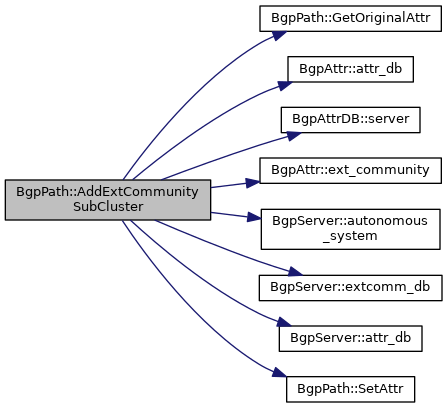 BgpPath::GetOriginalAttr
BgpAttr::attr_db
BgpAttrDB::server
BgpAttr::ext_community
BgpPath::AddExtCommunity
SubCluster
BgpServer::autonomous
_system
BgpServer::extcomm_db
BgpServer::attr_db
BgpPath::SetAttr